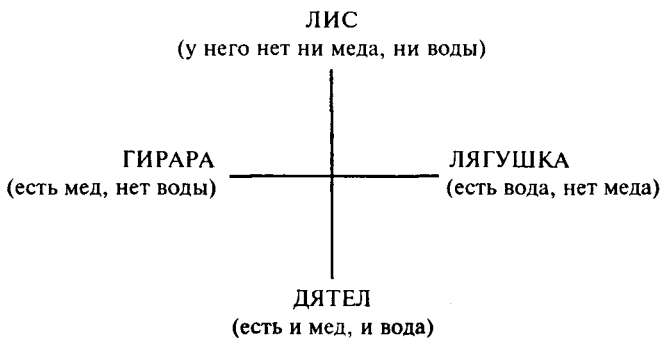 ЛИС
(у него нет ни меда, ни воды)
ГИРАРА
(есть мед, нет воды)
ЛЯГУШКА
(есть вода, нет меда)
ДЯТЕЛ
(есть и мед, и вода)